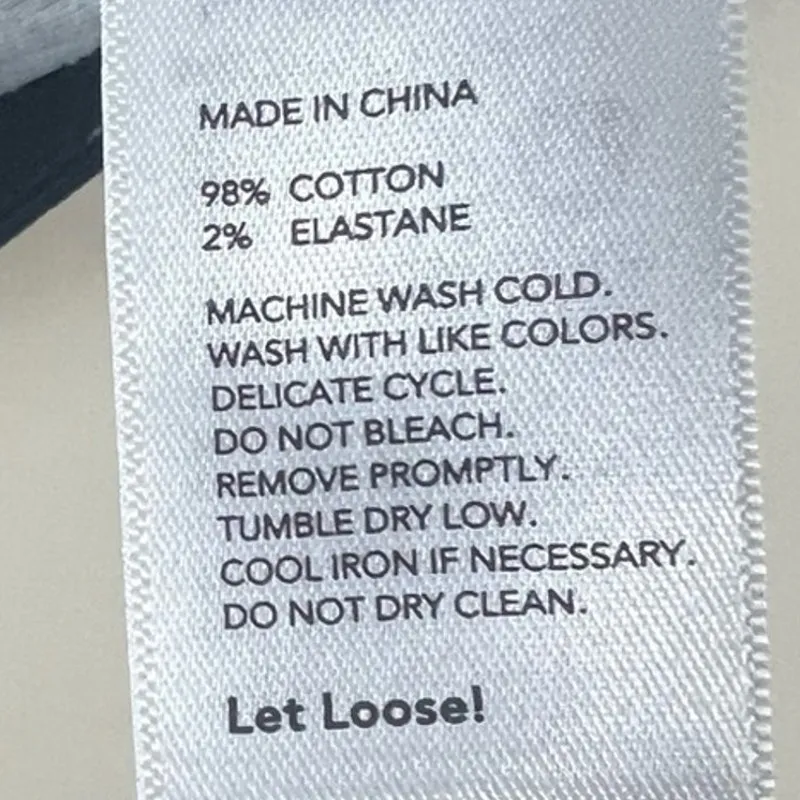 MADE IN CHINA
98% COTTON
2% ELASTANE
MACHINE WASH COLD.
WASH WITH LIKE COLORS.
DELICATE CYCLE.
DO NOT BLEACH.
REMOVE PROMPTLY.
TUMBLE DRY LOW.
COOL IRON IF NECESSARY.
DO NOT DRY CLEAN.
Let Loose!